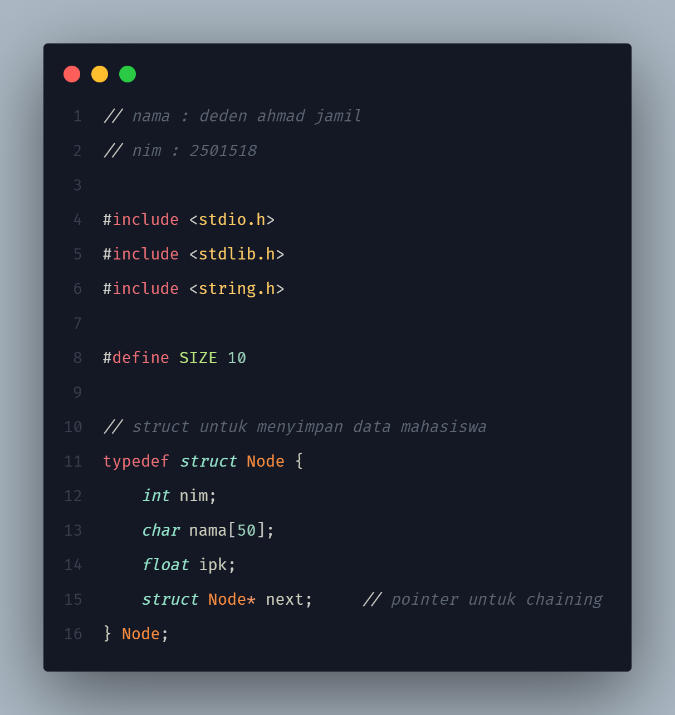 1 // nama : deden ahmad jamil
2 // nim : 2501518
3
4 #include <stdio.h>
5 #include <stdlib.h>
6 #include <string.h>
7
8 #define SIZE 10
9
10 // struct untuk menyimpan data mahasiswa
11 typedef struct Node {
12     int nim;
13     char nama[50];
14     float ipk;
15     struct Node* next;     // pointer untuk chaining
16 } Node;